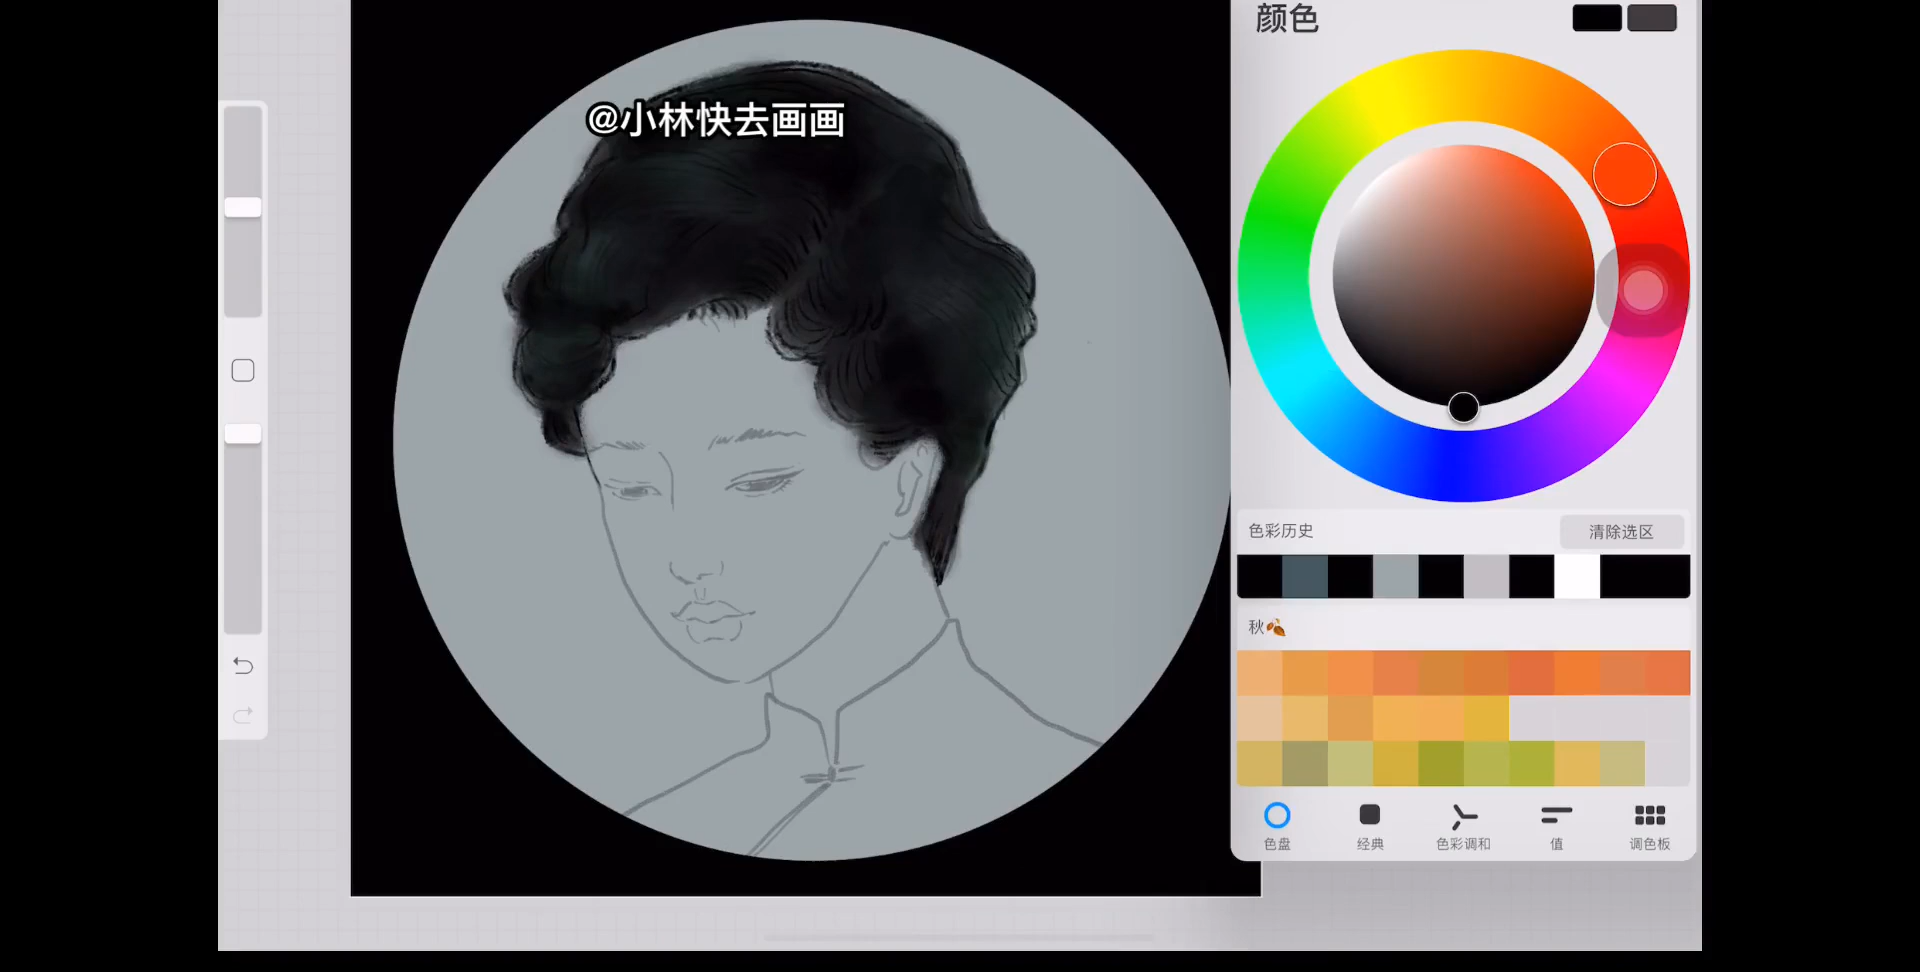 颜色
@小林快去画画
色彩历史
清除选区
秋🍂
色盘
经典
色彩调和
值
调色板